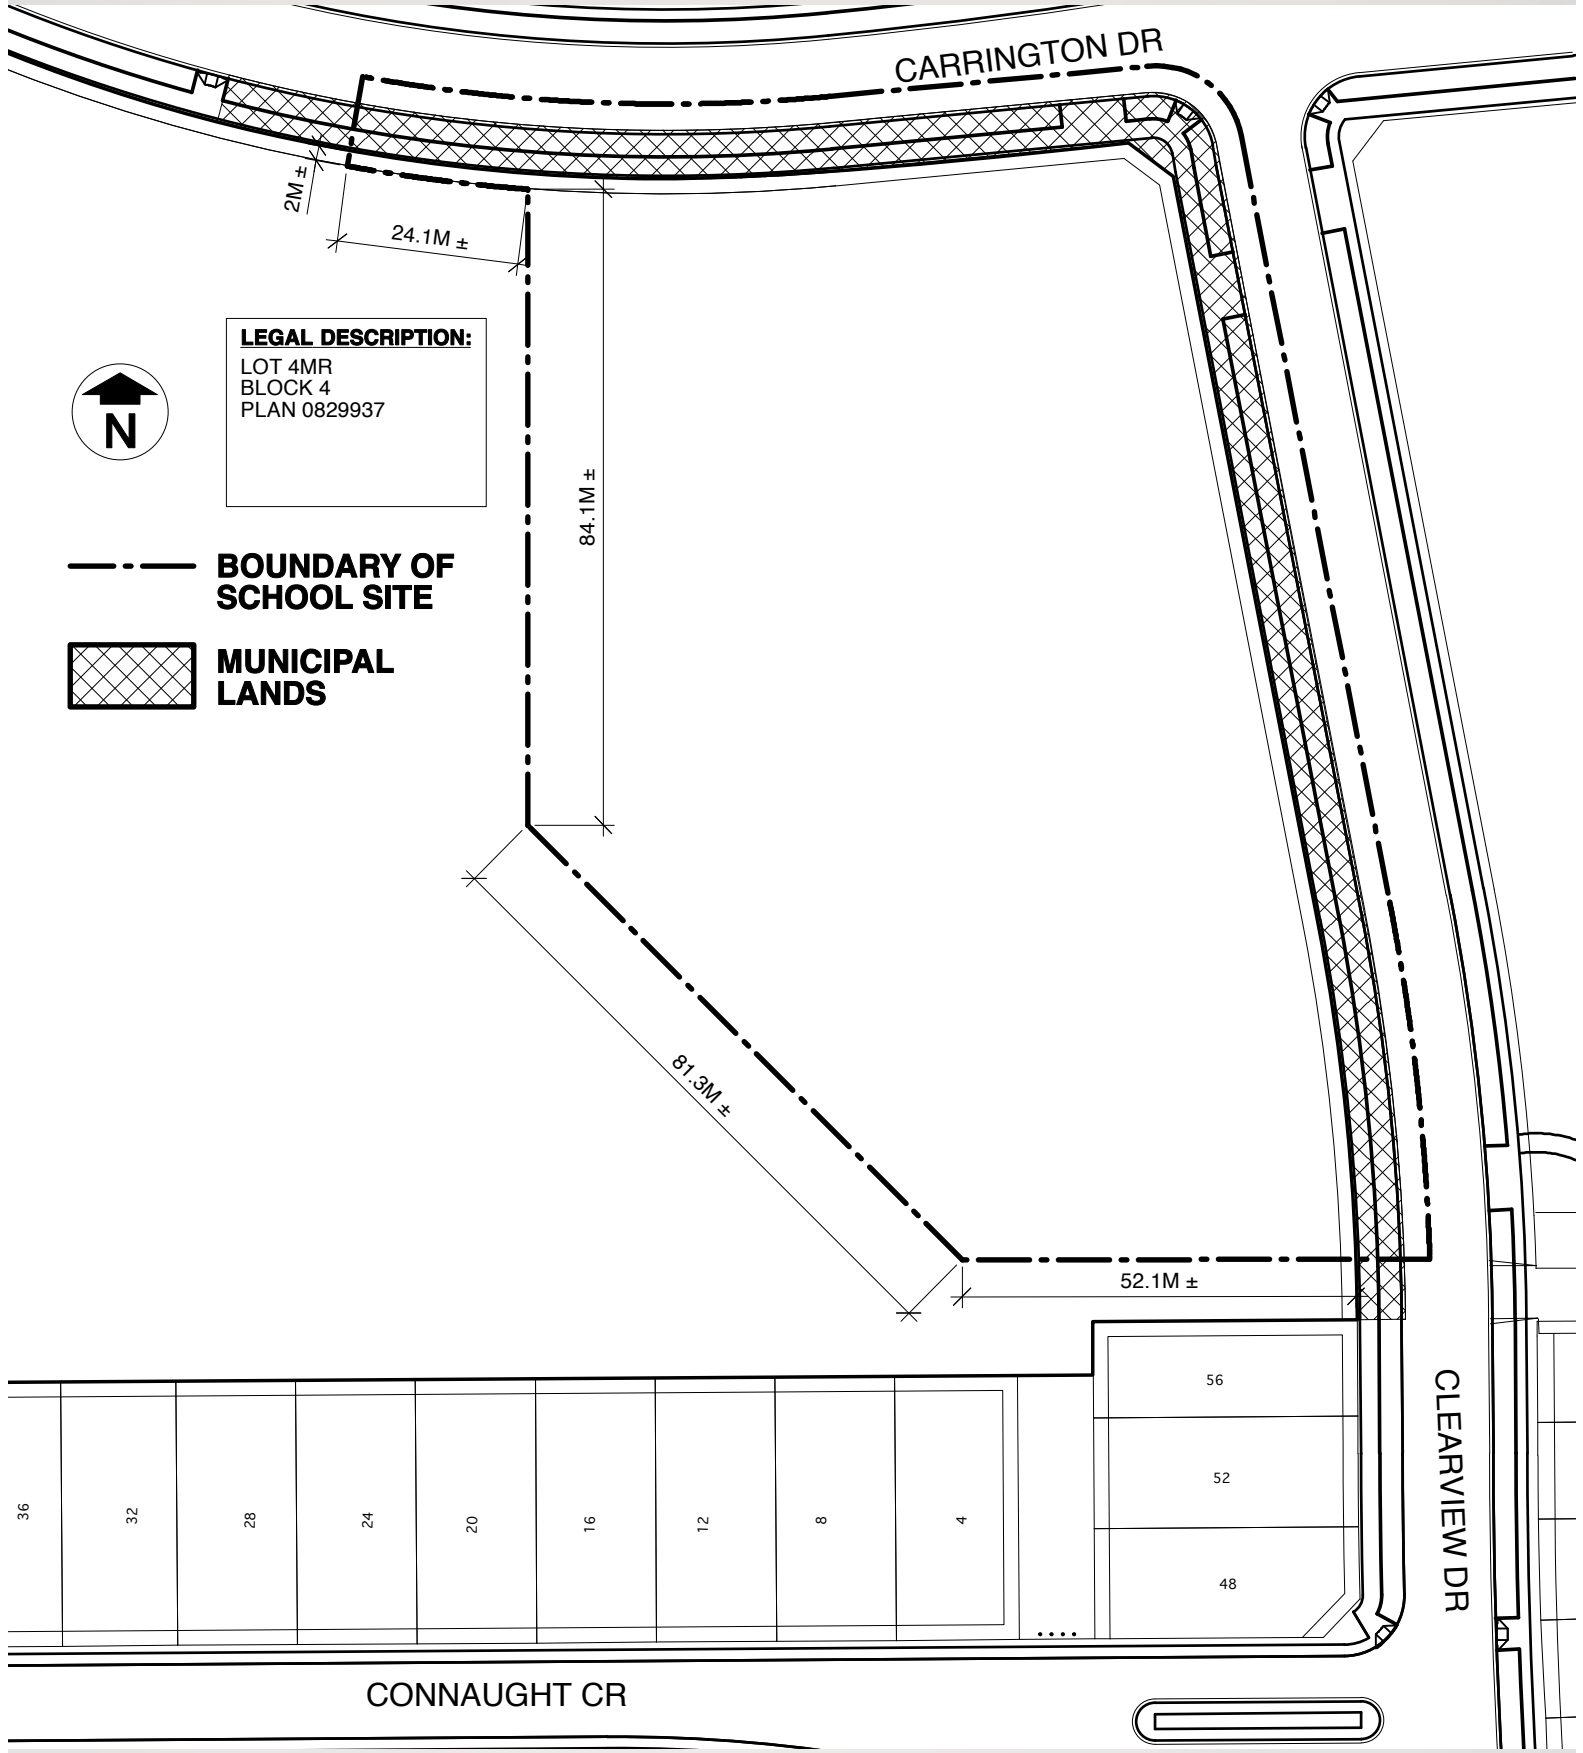 CARRINGTON DR
2M ±
24.1M ±
LEGAL DESCRIPTION:
LOT 4MR
BLOCK 4
PLAN 0829937
N
84.1M ±
BOUNDARY OF
SCHOOL SITE
MUNICIPAL
LANDS
81.3M ±
52.1M ±
56
52
48
36
32
28
24
20
16
12
8
4
CLEARVIEW DR
CONNAUGHT CR